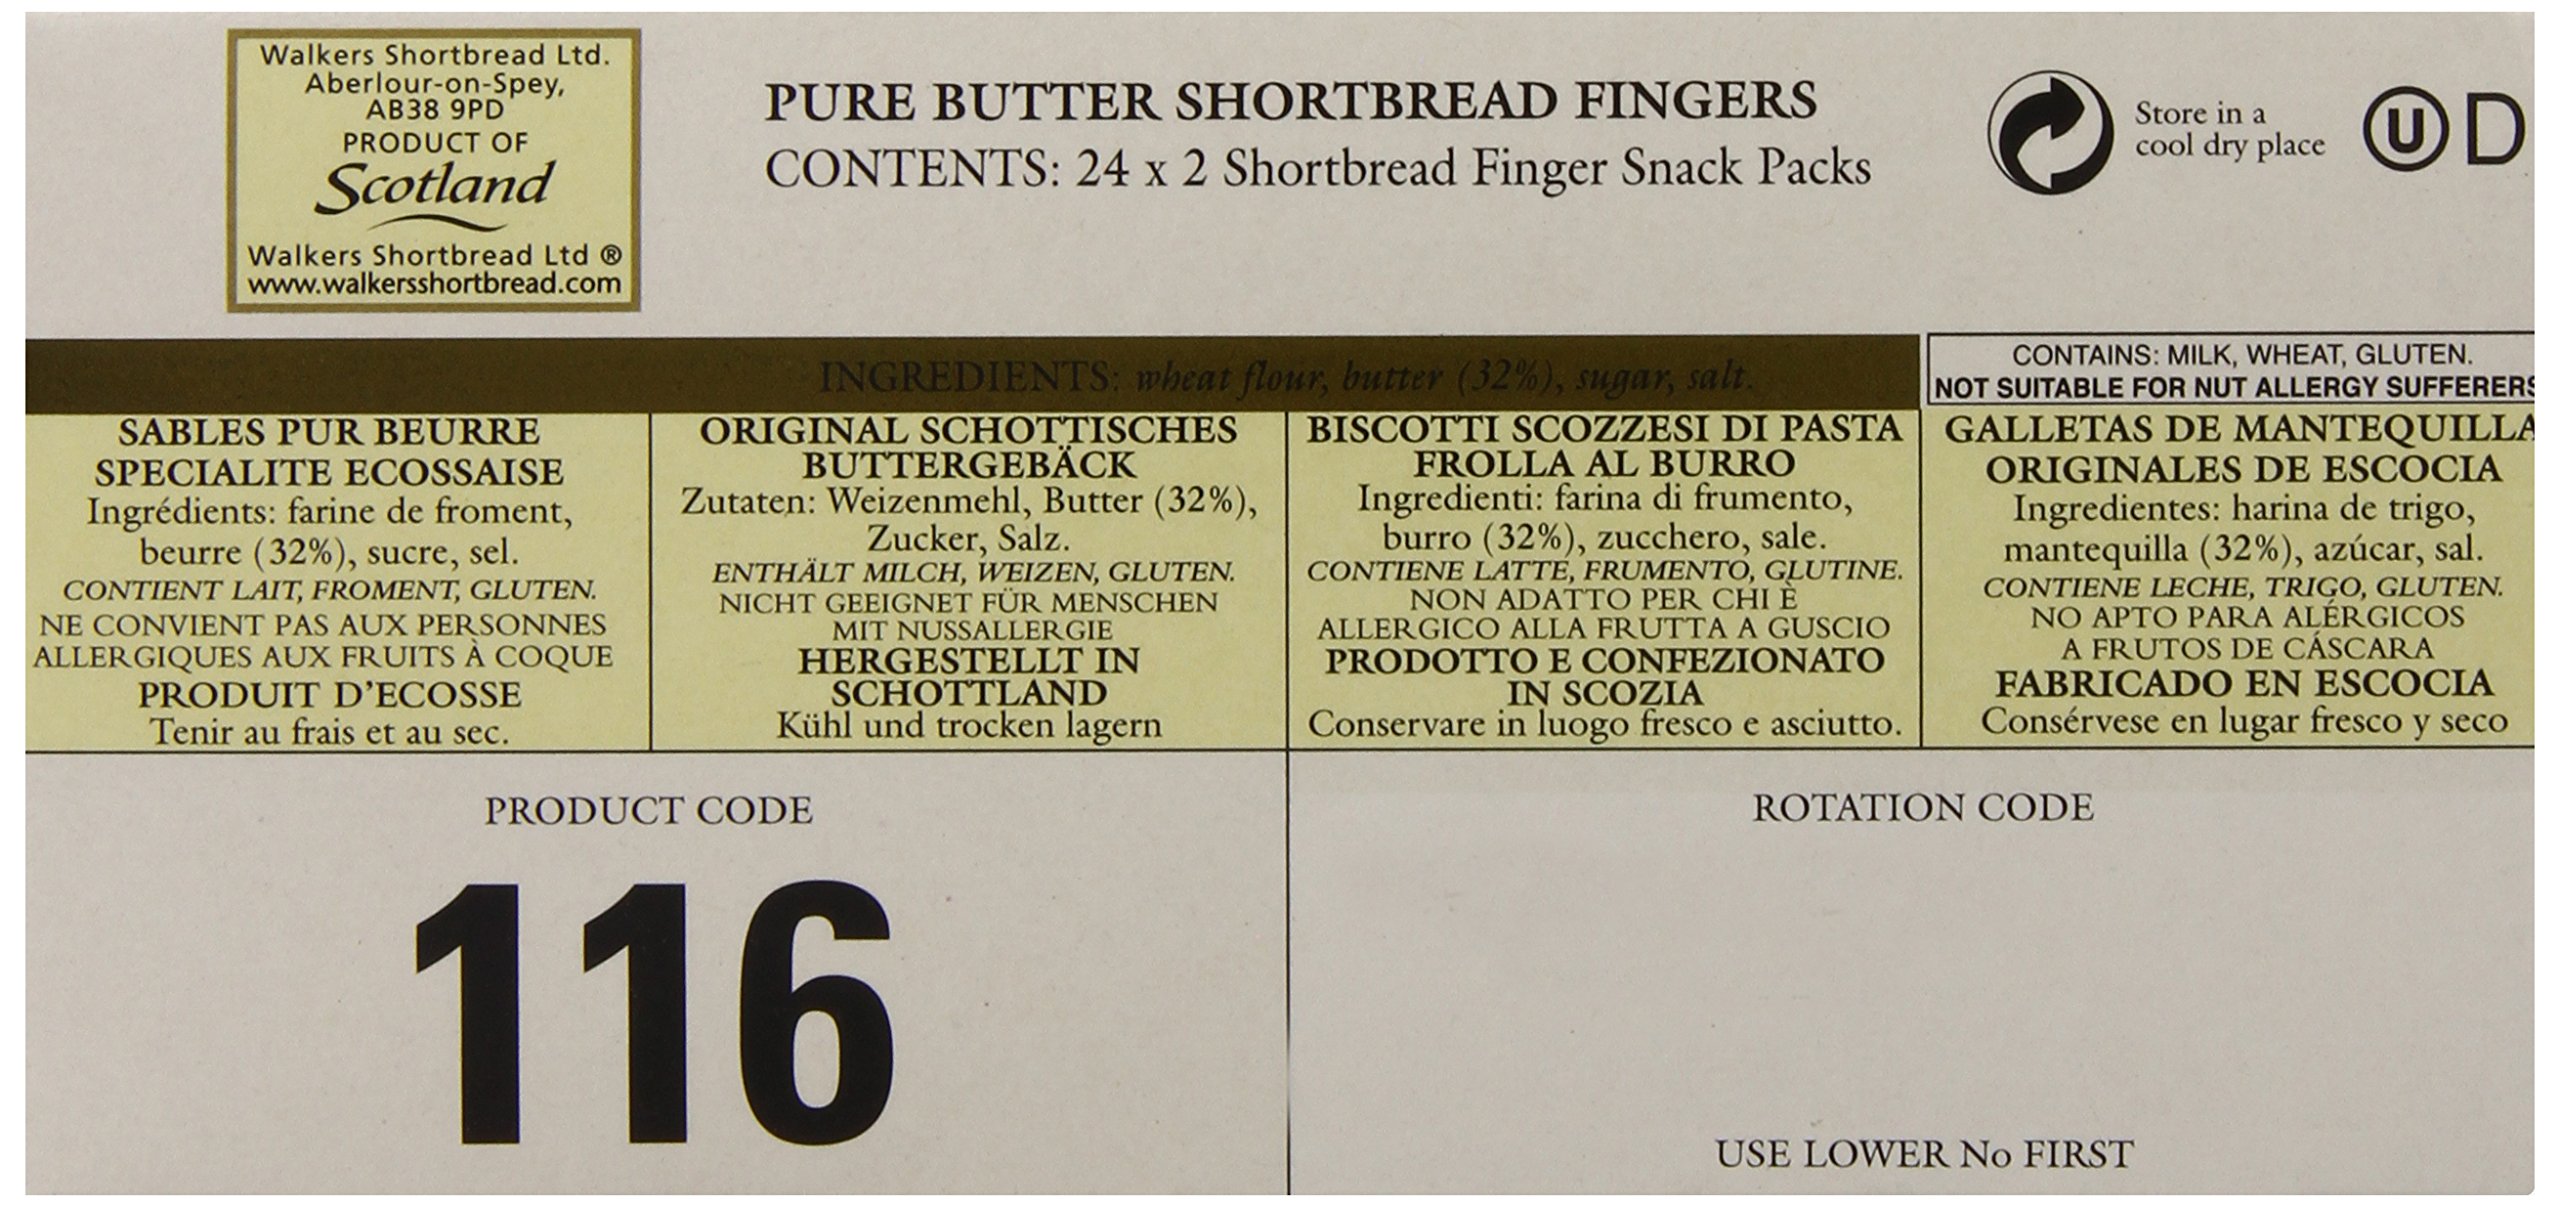 Walkers Shortbread Ltd.
Aberlour-on-Spey,
AB38 9PD
PRODUCT OF
Scotland
Walkers Shortbread Ltd ®
www.walkersshortbread.com
PURE BUTTER SHORTBREAD FINGERS
CONTENTS: 24 x 2 Shortbread Finger Snack Packs
Store in a
cool dry place
U D
INGREDIENTS: wheat flour, butter (32%), sugar, salt.
CONTAINS: MILK, WHEAT, GLUTEN.
NOT SUITABLE FOR NUT ALLERGY SUFFERERS
SABLES PUR BEURRE
SPECIALITE ECOSSAISE
Ingrédients: farine de froment,
beurre (32%), sucre, sel.
CONTIENT LAIT, FROMENT, GLUTEN.
NE CONVIENT PAS AUX PERSONNES
ALLERGIQUES AUX FRUITS À COQUE
PRODUIT D'ECOSSE
Tenir au frais et au sec.
ORIGINAL SCHOTTISCHES
BUTTERGEBÄCK
Zutaten: Weizenmehl, Butter (32%),
Zucker, Salz.
ENTHÄLT MILCH, WEIZEN, GLUTEN.
NICHT GEEIGNET FÜR MENSCHEN
MIT NUSSALLERGIE
HERGESTELLT IN
SCHOTTLAND
Kühl und trocken lagern
BISCOTTI SCOZZESI DI PASTA
FROLLA AL BURRO
Ingredienti: farina di frumento,
burro (32%), zucchero, sale.
CONTIENE LATTE, FRUMENTO, GLUTINE.
NON ADATTO PER CHI È
ALLERGICO ALLA FRUTTA A GUSCIO
PRODOTTO E CONFEZIONATO
IN SCOZIA
Conservare in luogo fresco e asciutto.
GALLETAS DE MANTEQUILLA
ORIGINALES DE ESCOCIA
Ingredientes: harina de trigo,
mantequilla (32%), azúcar, sal.
CONTIENE LECHE, TRIGO, GLUTEN.
NO APTO PARA ALÉRGICOS
A FRUTOS DE CÁSCARA
FABRICADO EN ESCOCIA
Consérvese en lugar fresco y seco
PRODUCT CODE
116
ROTATION CODE
USE LOWER No FIRST